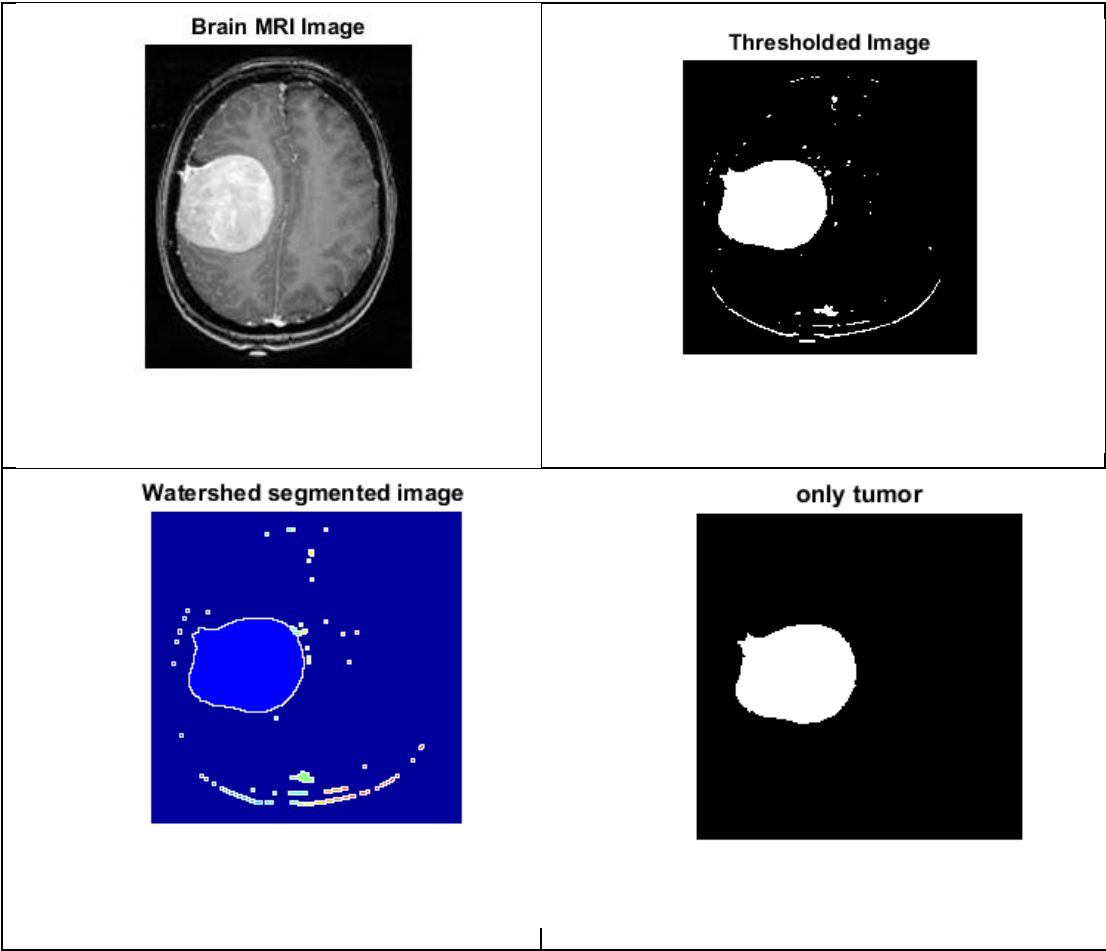 Brain MRI Image
Thresholded Image
Watershed segmented image
only tumor